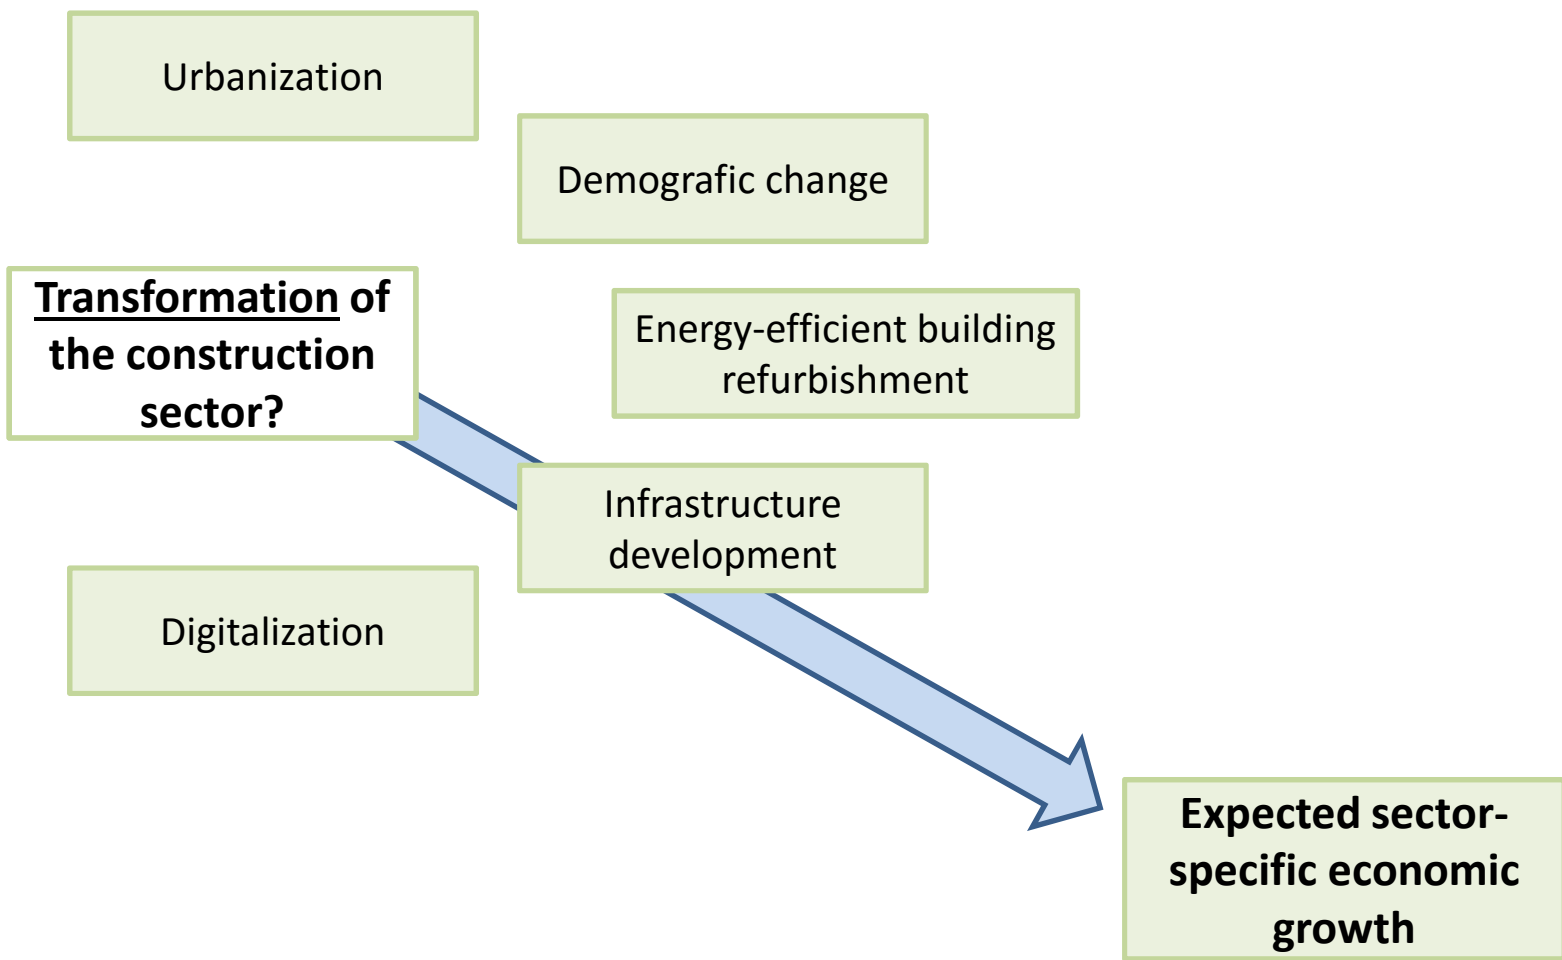 Urbanization
Demografic change
Transformation of
the construction
sector?
Energy-efficient building
refurbishment
Infrastructure
development
Digitalization
Expected sector-
specific economic
growth